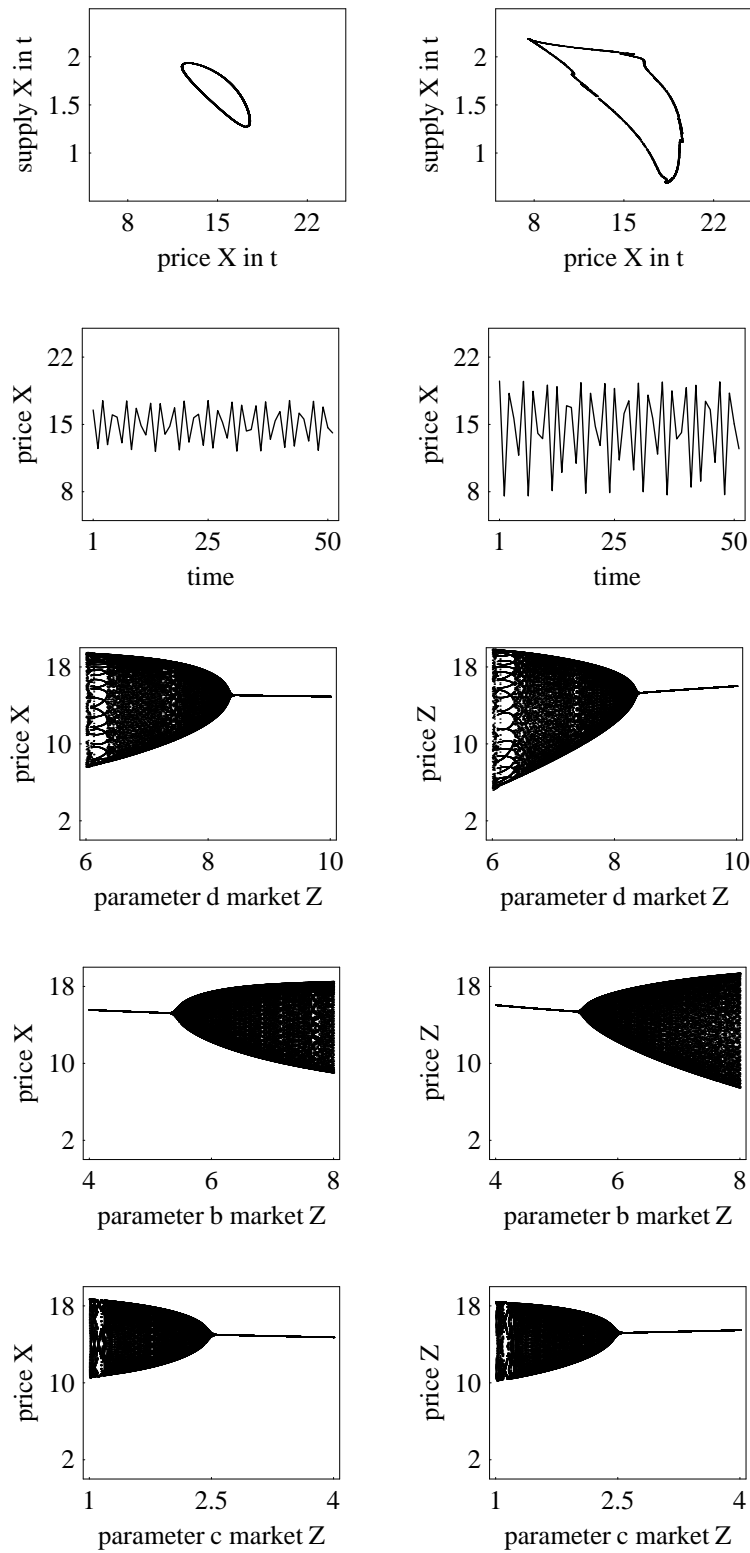 supply X in t
2
1.5
1
8 15 22
price X in t
supply X in t
2
1.5
1
8 15 22
price X in t
price X
22
15
8
1 25 50
time
price X
22
15
8
1 25 50
time
price X
18
10
2
6 8 10
parameter d market Z
price Z
18
10
2
6 8 10
parameter d market Z
price X
18
10
2
4 6 8
parameter b market Z
price Z
18
10
2
4 6 8
parameter b market Z
price X
18
10
2
1 2.5 4
parameter c market Z
price Z
18
10
2
1 2.5 4
parameter c market Z